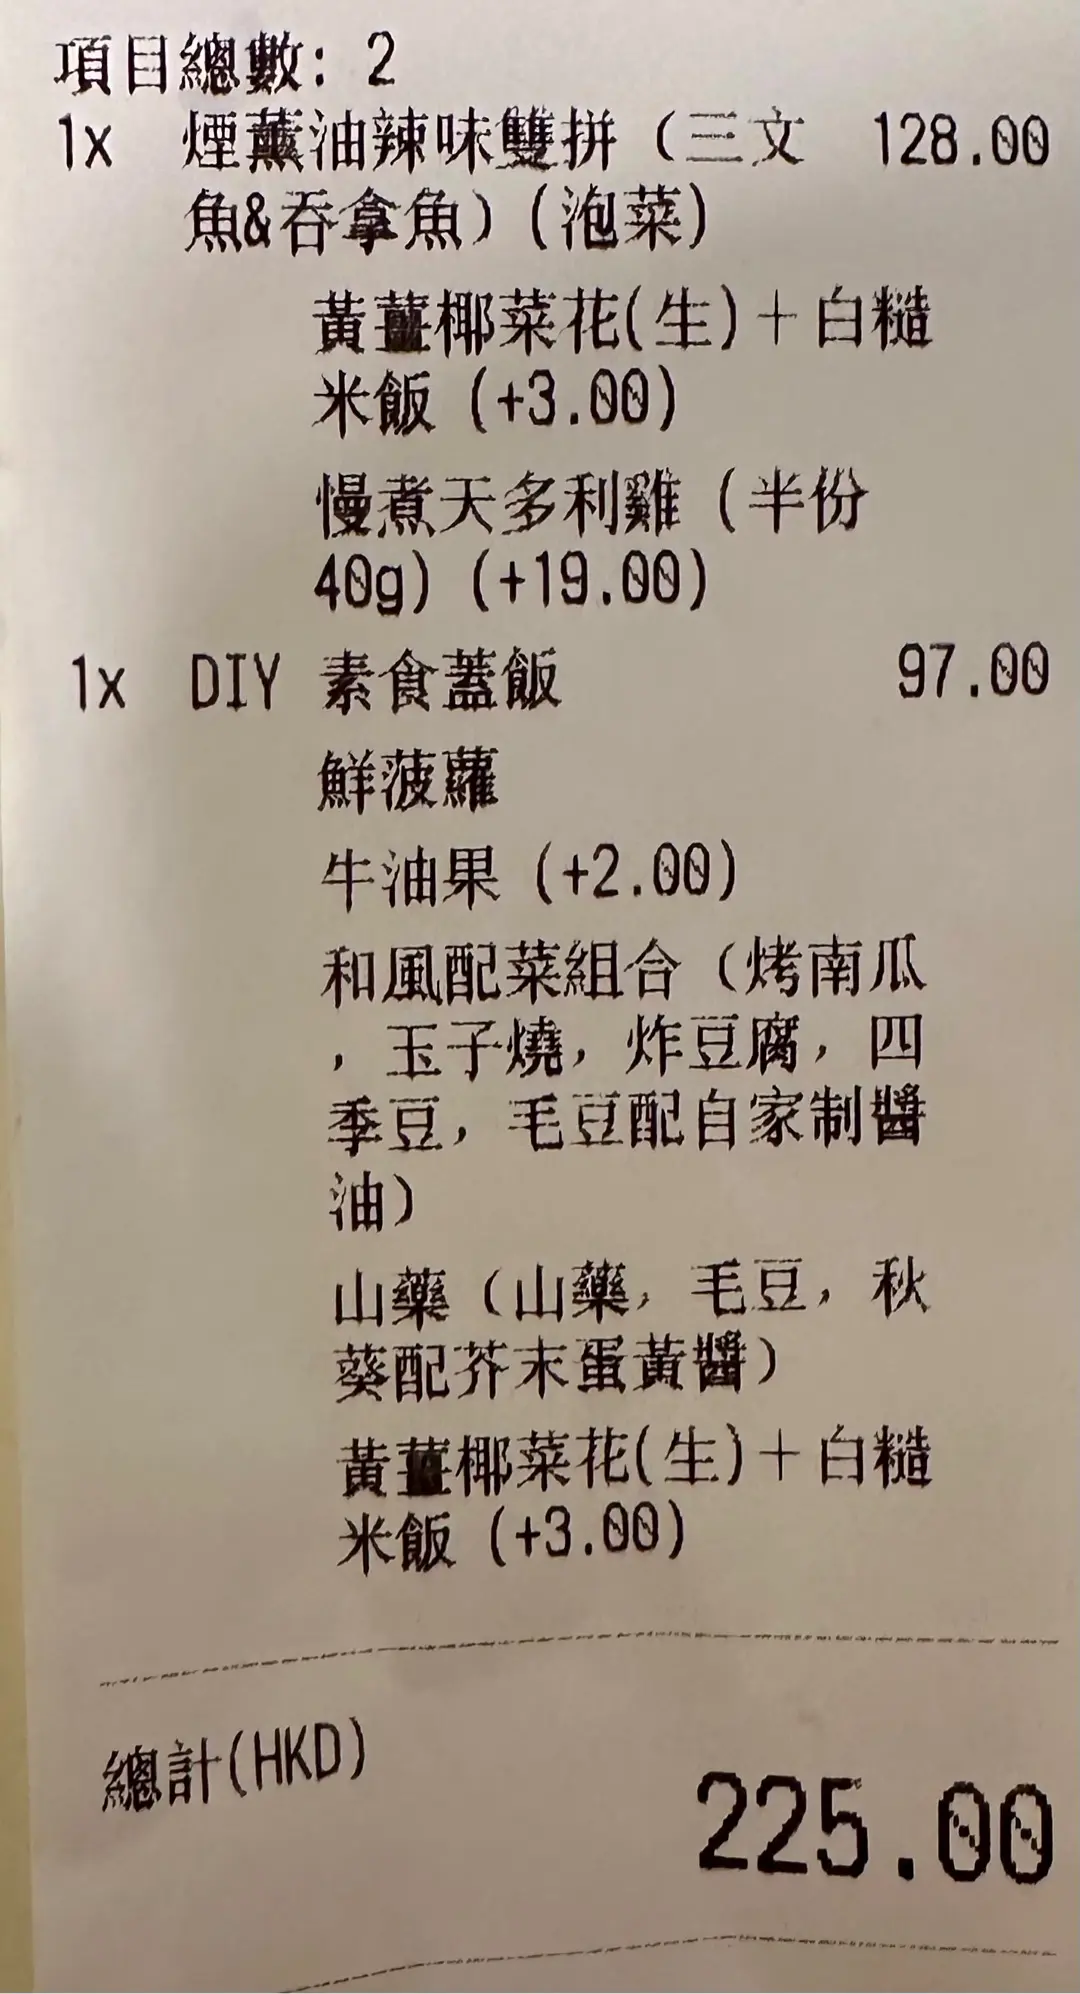 項目總數: 2
1x 煙薰油辣味雙拼（三文 128.00
魚&吞拿魚）(泡菜)
黃薑椰菜花(生)＋白糙
米飯 (+3.00)
慢煮天多利雞（半份
40g) (+19.00)
1x DIY 素食蓋飯 97.00
鮮菠蘿
牛油果 (+2.00)
和風配菜組合（烤南瓜
，玉子燒，炸豆腐，四
季豆，毛豆配自家制醬
油）
山藥（山藥，毛豆，秋
葵配芥末蛋黃醬）
黃薑椰菜花(生)＋白糙
米飯 (+3.00)
總計(HKD)
225.00